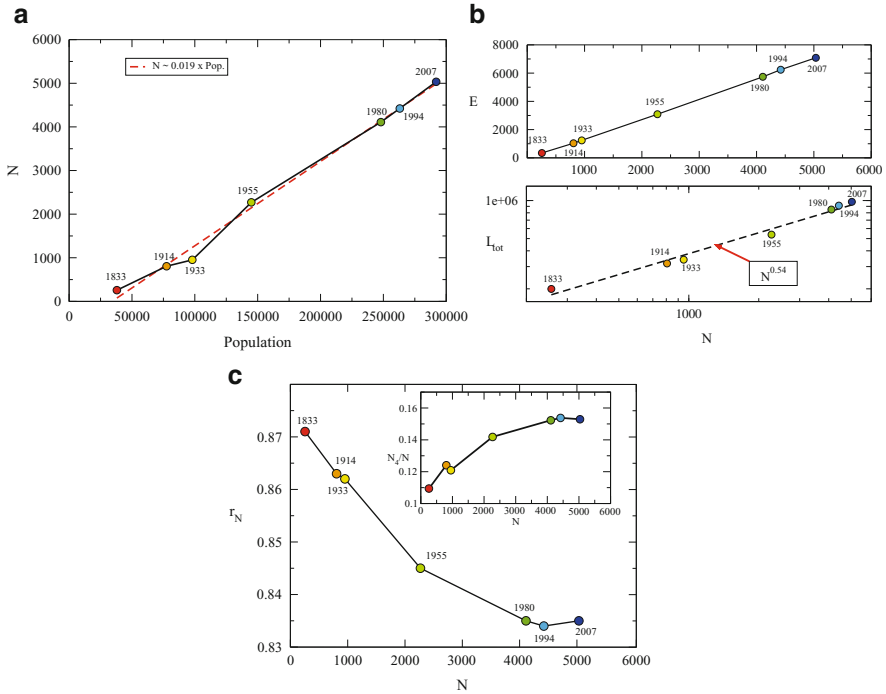 a
6000
5000
4000
3000
2000
1000
0
N
N ~ 0.019 x Pop.
1833
1914
1933
1955
1980
1994
2007
0 50000 100000 150000 200000 250000 300000
Population
b
8000
6000
4000
2000
0
E
1833
1914
1933
1955
1980
1994
2007
1000 2000 3000 4000 5000 6000
1e+06
L_tot
1833
1914
1933
1955
1980
1994
2007
N^0.54
1000
N
c
0.87
0.86
0.85
0.84
0.83
r_N
1833
1914
1933
1955
1980
1994
2007
0.16
0.14
0.12
0.1
N_4/N
0 1000 2000 3000 4000 5000 6000
N
0 1000 2000 3000 4000 5000 6000
N